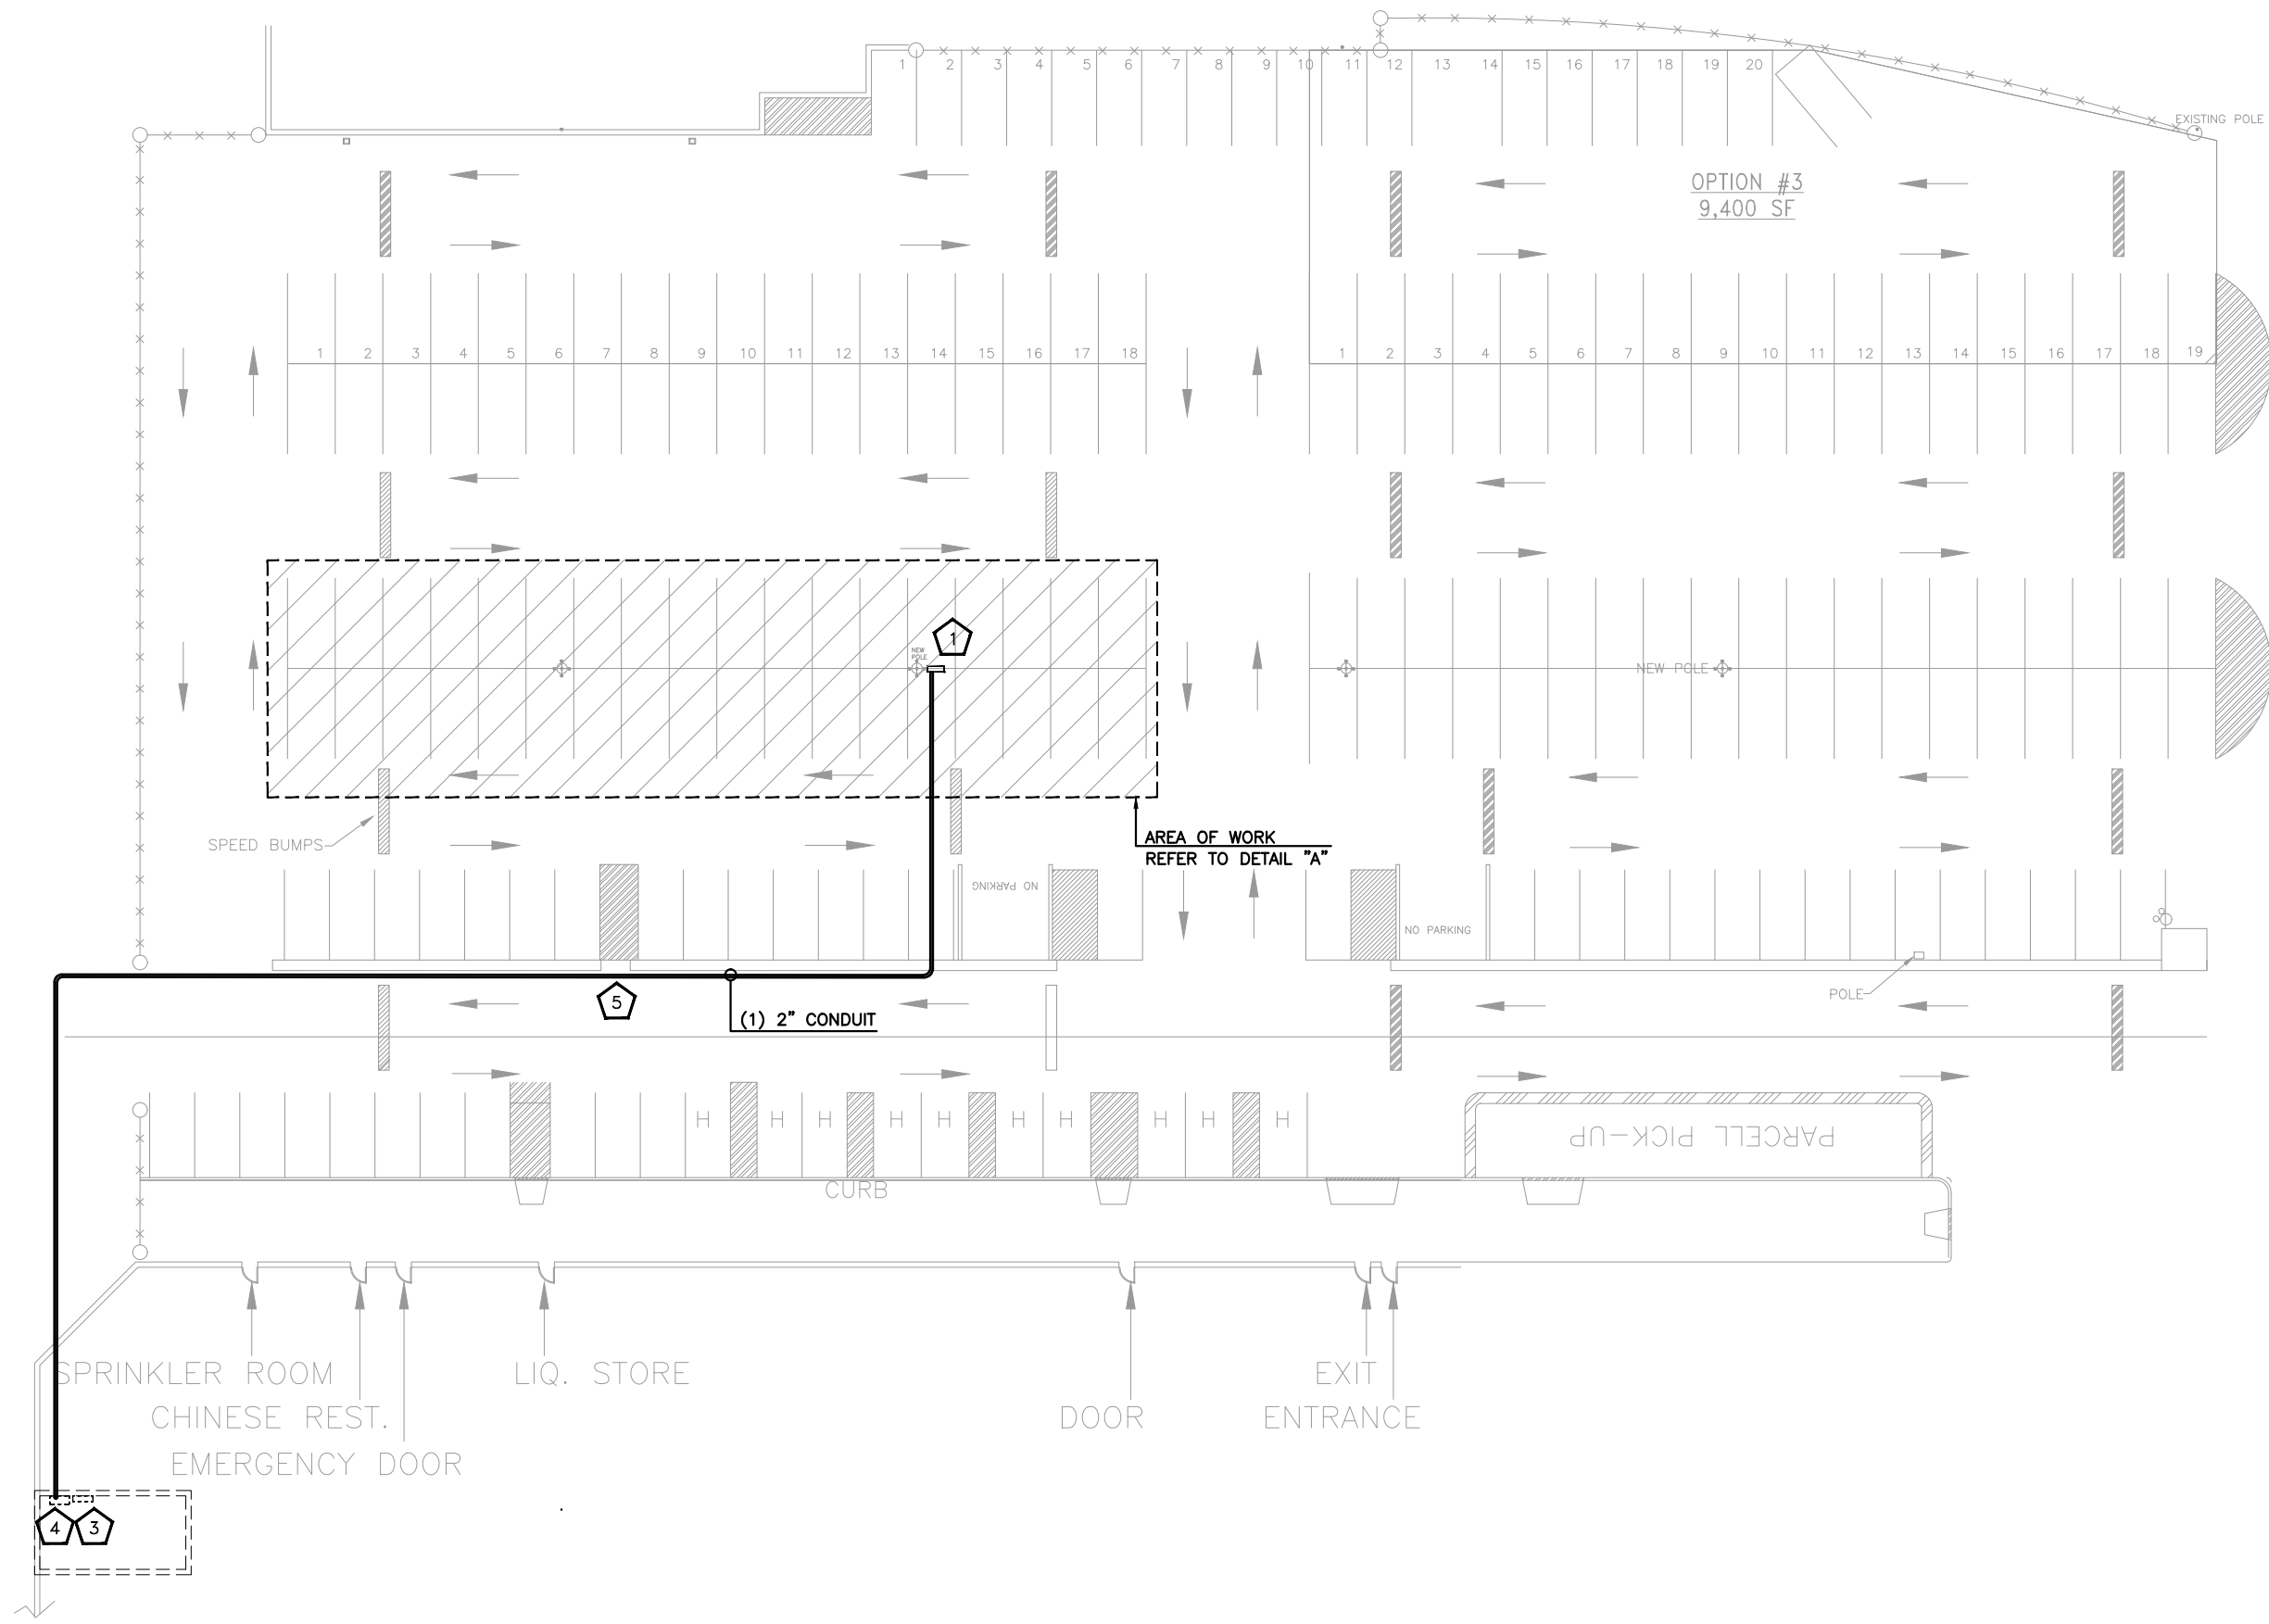 1 2 3 4 5 6 7 8 9 10 11 12 13 14 15 16 17 18 19 20
EXISTING POLE
OPTION #3
9,400 SF
1 2 3 4 5 6 7 8 9 10 11 12 13 14 15 16 17 18
1 2 3 4 5 6 7 8 9 10 11 12 13 14 15 16 17 18 19
1
NEW
POLE
NEW POLE
SPEED BUMPS
AREA OF WORK
REFER TO DETAIL "A"
NO PARKING
NO PARKING
POLE
5
(1) 2" CONDUIT
H H H H H H H H H H
PARCELL PICK-UP
CURB
SPRINKLER ROOM
LIQ. STORE
EXIT
CHINESE REST.
DOOR
ENTRANCE
EMERGENCY DOOR
4
3